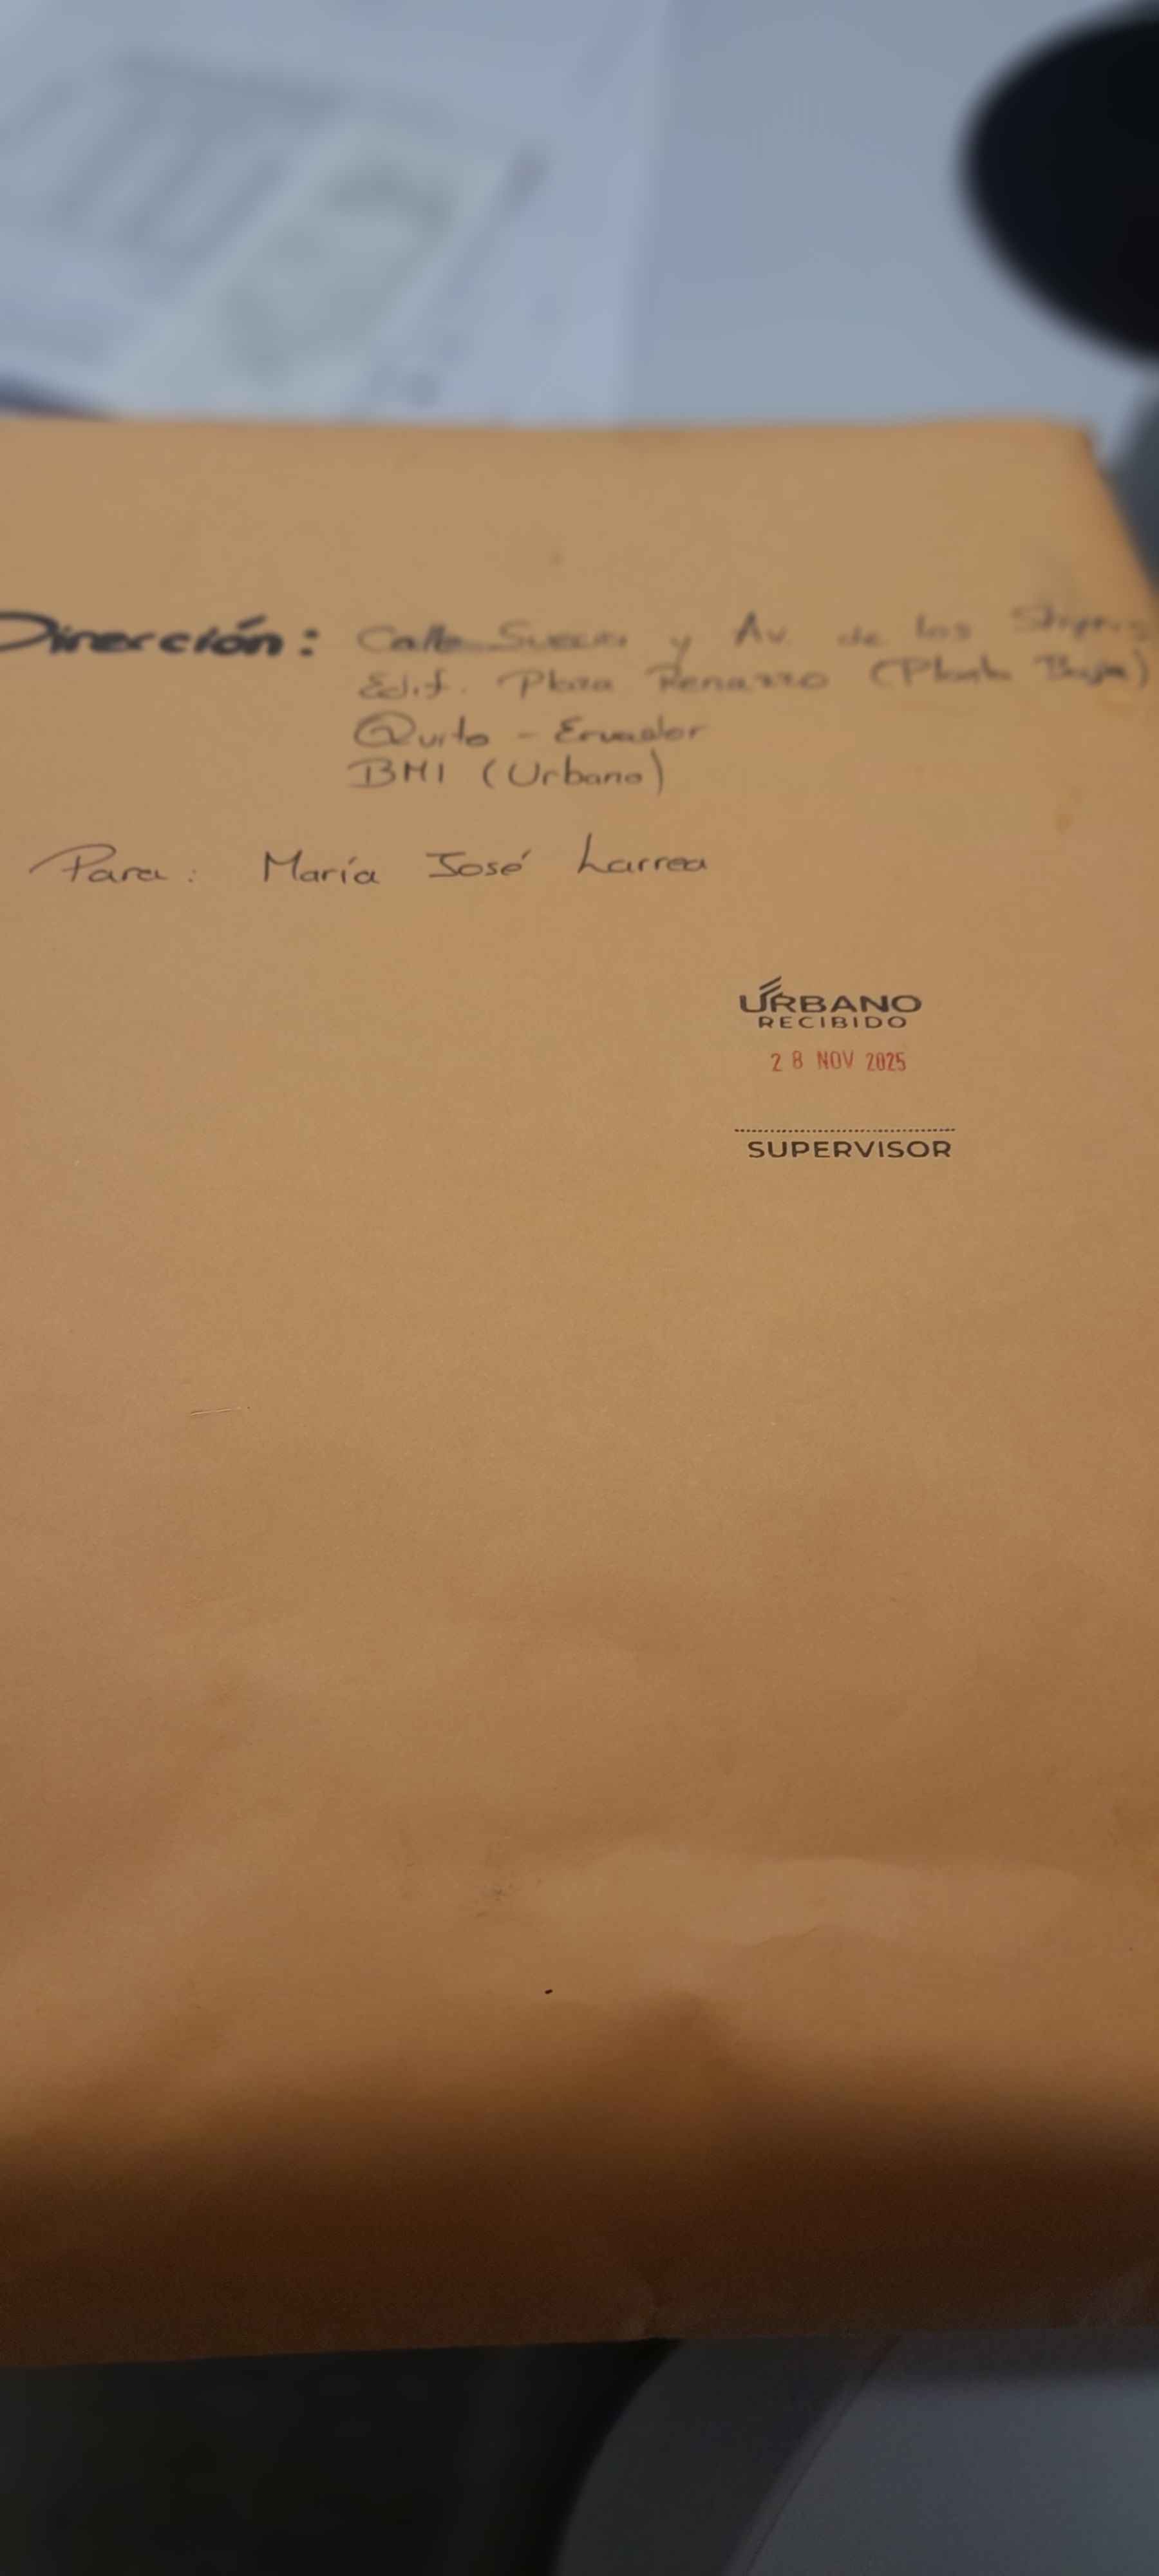 Dirección: Calle Suecia y Av. de los Shyris
Edif. Plaza Renazzo (Planta Baja)
Quito - Ecuador
BMI (Urbano)
Para: María José Larrea
URBANO
RECIBIDO
28 NOV 2025
SUPERVISOR